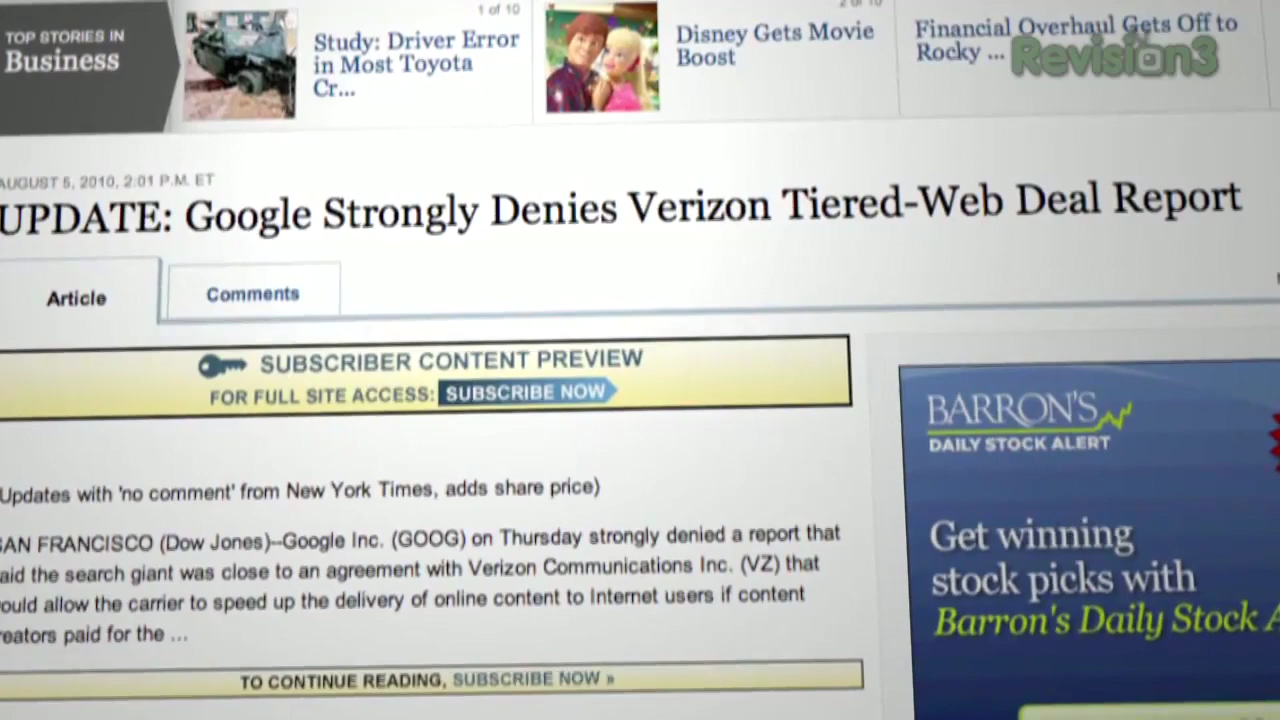 TOP STORIES IN
Business
1 of 10
Study: Driver Error
in Most Toyota
Cr...
2 of 10
Disney Gets Movie
Boost
Financial Overhaul Gets Off to
Rocky ...
Revision3
AUGUST 5, 2010, 2:01 P.M. ET
UPDATE: Google Strongly Denies Verizon Tiered-Web Deal Report
Article
Comments
SUBSCRIBER CONTENT PREVIEW
FOR FULL SITE ACCESS: SUBSCRIBE NOW
Updates with 'no comment' from New York Times, adds share price)
SAN FRANCISCO (Dow Jones)--Google Inc. (GOOG) on Thursday strongly denied a report that
aid the search giant was close to an agreement with Verizon Communications Inc. (VZ) that
ould allow the carrier to speed up the delivery of online content to Internet users if content
reators paid for the ...
TO CONTINUE READING, SUBSCRIBE NOW »
BARRON'S
DAILY STOCK ALERT
Get winning
stock picks with
Barron's Daily Stock A